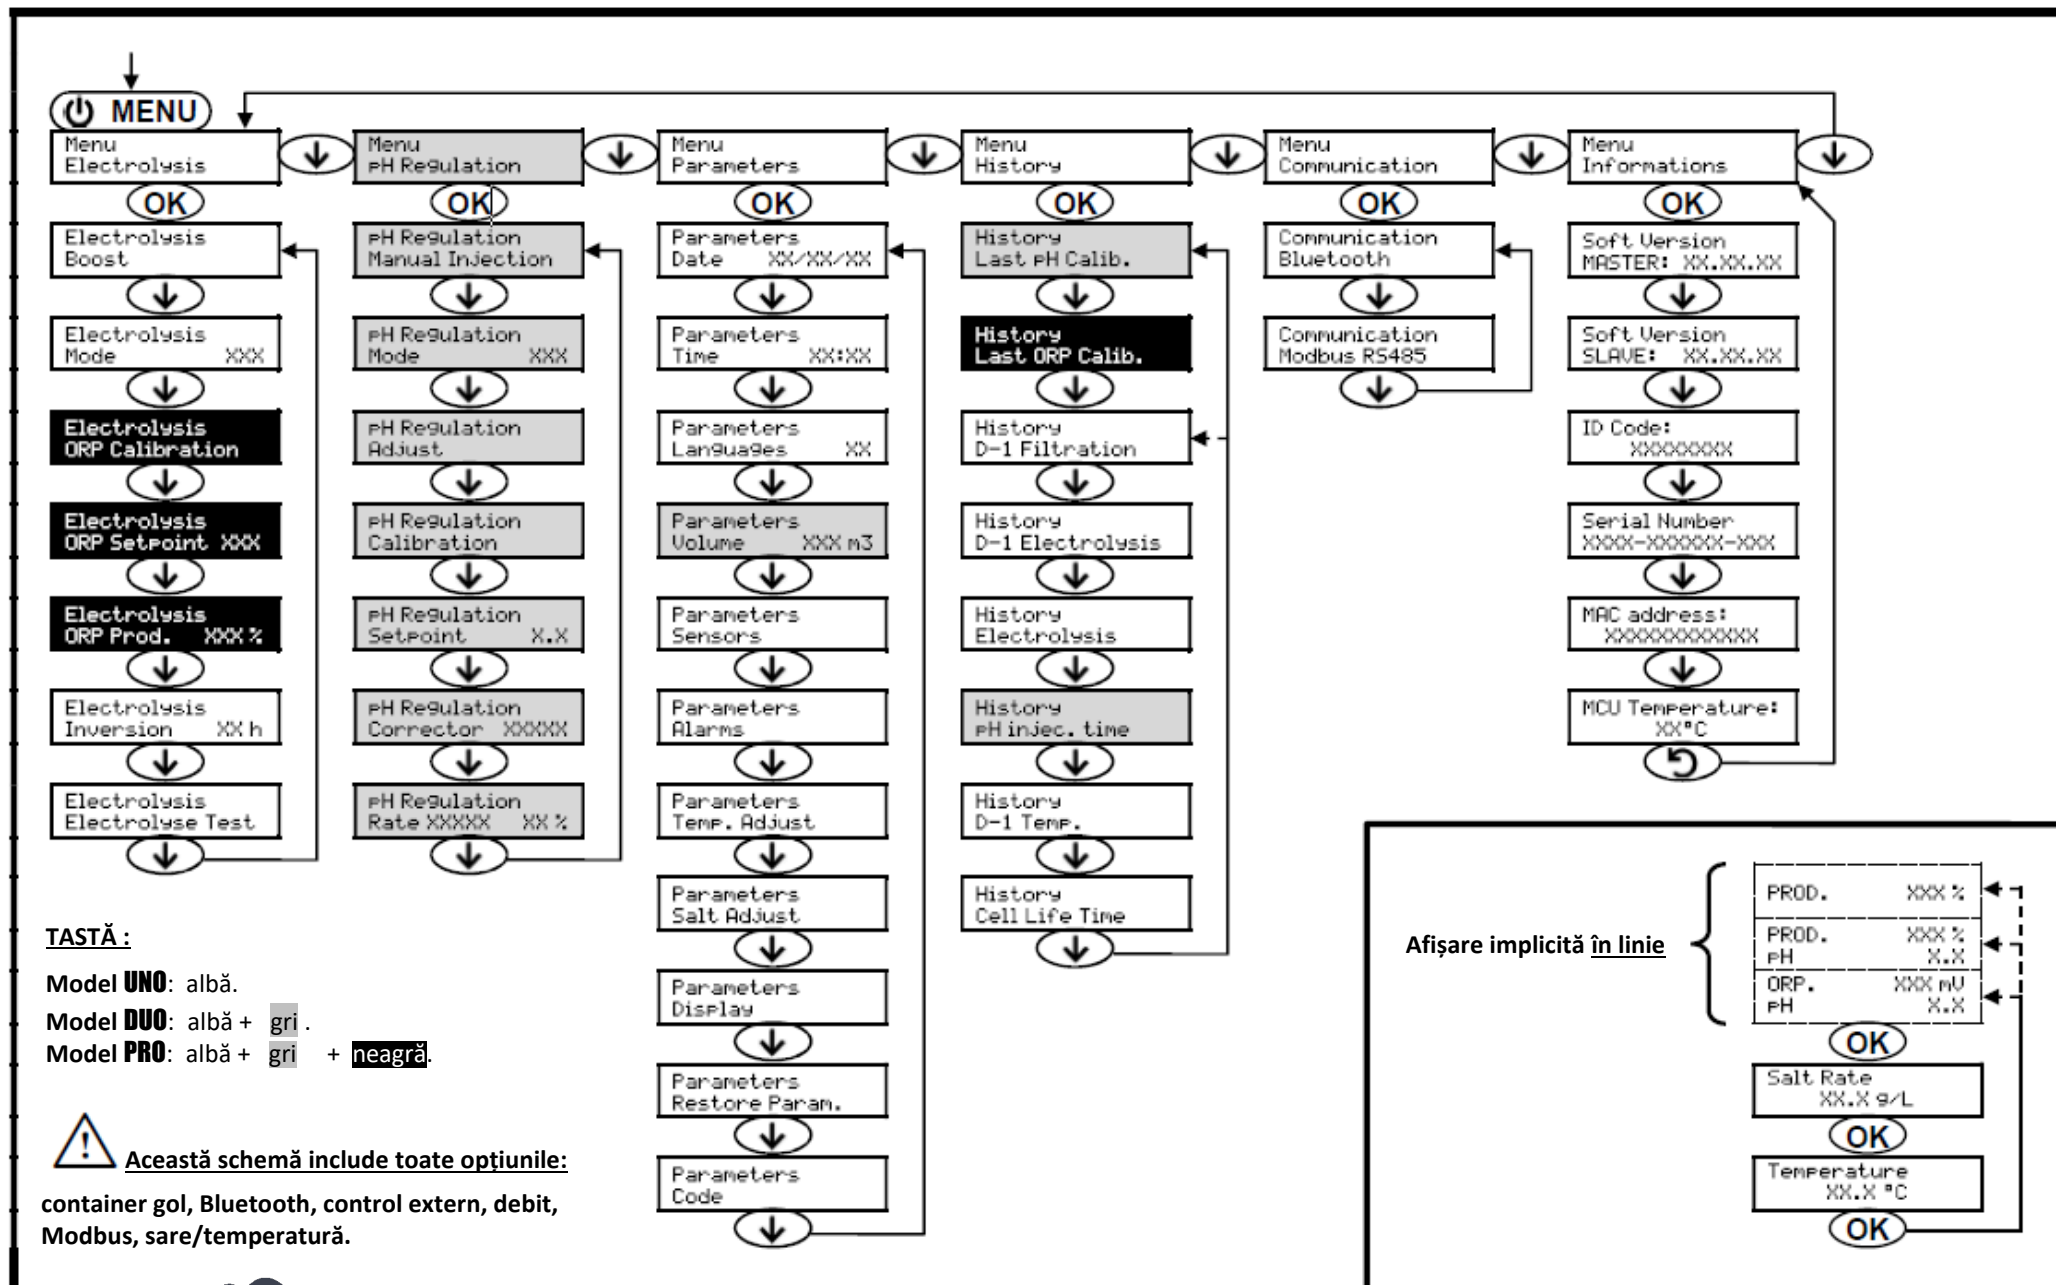 MENU
Menu
Electrolysis
OK
Electrolysis
Boost
Electrolysis
Mode XXX
Electrolysis
ORP Calibration
Electrolysis
ORP Setpoint XXX
Electrolysis
ORP Prod. XXX %
Electrolysis
Inversion XX h
Electrolysis
Electrolyse Test
Menu
pH Regulation
OK
pH Regulation
Manual Injection
pH Regulation
Mode XXX
pH Regulation
Adjust
pH Regulation
Calibration
pH Regulation
Setpoint X.X
pH Regulation
Corrector XXXXX
pH Regulation
Rate XXXXX XX %
Menu
Parameters
OK
Parameters
Date XX/XX/XX
Parameters
Time XX:XX
Parameters
Languages XX
Parameters
Volume XXX m3
Parameters
Sensors
Parameters
Alarms
Parameters
Temp. Adjust
Parameters
Salt Adjust
Parameters
Display
Parameters
Restore Param.
Parameters
Code
Menu
History
OK
History
Last pH Calib.
History
Last ORP Calib.
History
D-1 Filtration
History
D-1 Electrolysis
History
Electrolysis
History
pH injec. time
History
D-1 Temp.
History
Cell Life Time
Menu
Communication
OK
Communication
Bluetooth
Communication
Modbus RS485
Menu
Informations
OK
Soft Version
MASTER: XX.XX.XX
Soft Version
SLAVE: XX.XX.XX
ID Code:
XXXXXXXX
Serial Number
XXXX-XXXXXX-XXX
MAC address:
XXXXXXXXXXXX
MCU Temperature:
XX°C
TASTĂ :
Model UNO: albă.
Model DUO: albă + gri .
Model PRO: albă + gri + neagră.
! Această schemă include toate opțiunile:
container gol, Bluetooth, control extern, debit,
Modbus, sare/temperatură.
Afișare implicită în linie
PROD. XXX %
PROD. XXX %
pH X.X
ORP. XXX mV
pH X.X
OK
Salt Rate
XX.X g/L
OK
Temperature
XX.X °C
OK